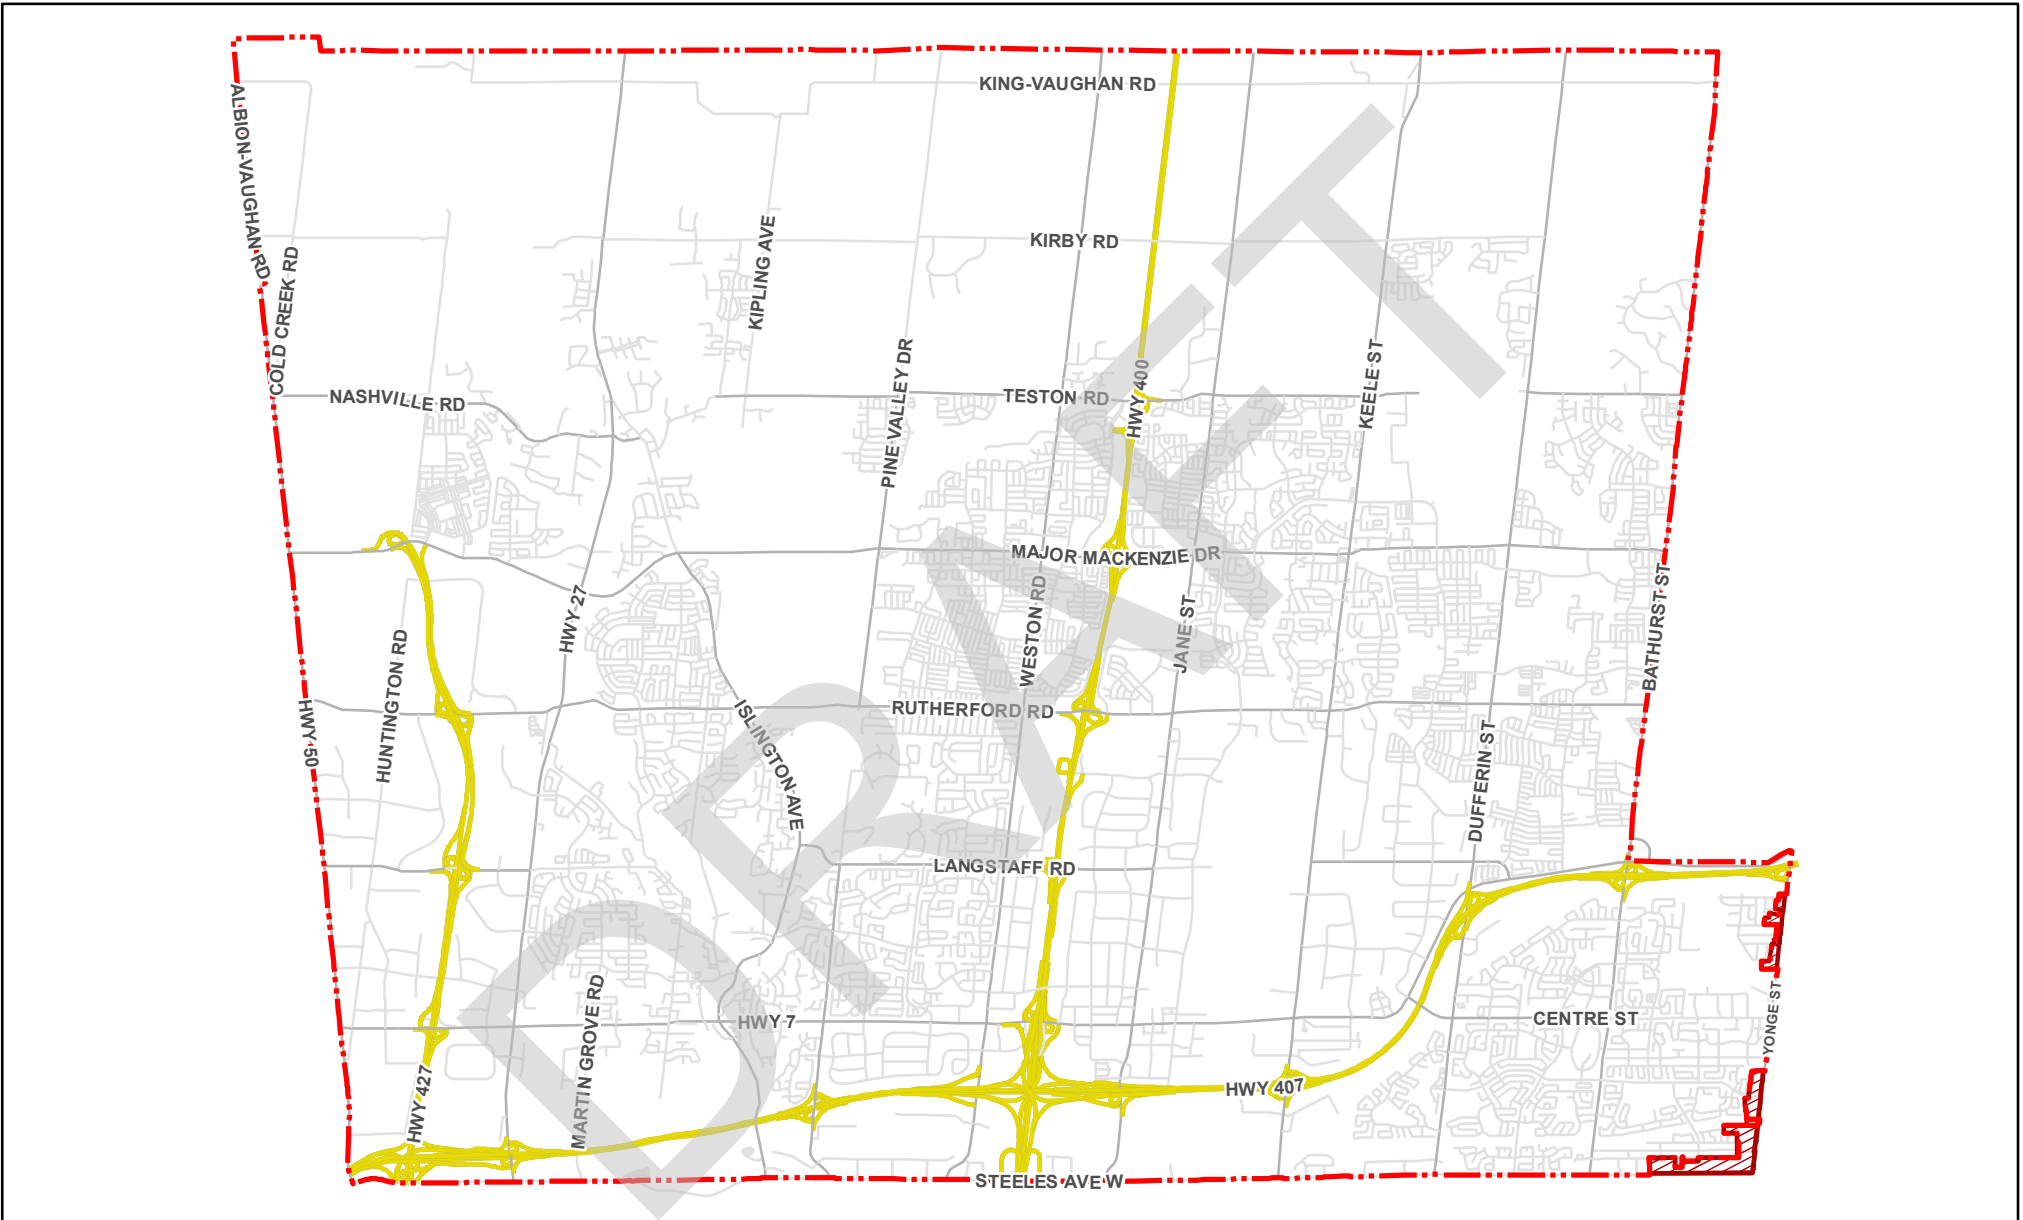 KING-VAUGHAN RD
ALBION-VAUGHAN RD
KIRBY RD
KIPLING AVE
COLD CREEK RD
NASHVILLE RD
PINE VALLEY DR
TESTON RD
HWY 400
KEELE ST
MAJOR MACKENZIE DR
HWY 27
WESTON RD
JANE ST
BATHURST ST
HUNTINGTON RD
HWY 50
ISLINGTON AVE
RUTHERFORD RD
DUFFERIN ST
LANGSTAFF RD
MARTIN GROVE RD
HWY 7
CENTRE ST
YONGE ST
HWY 427
HWY 407
STEELES AVE W
DRAFT